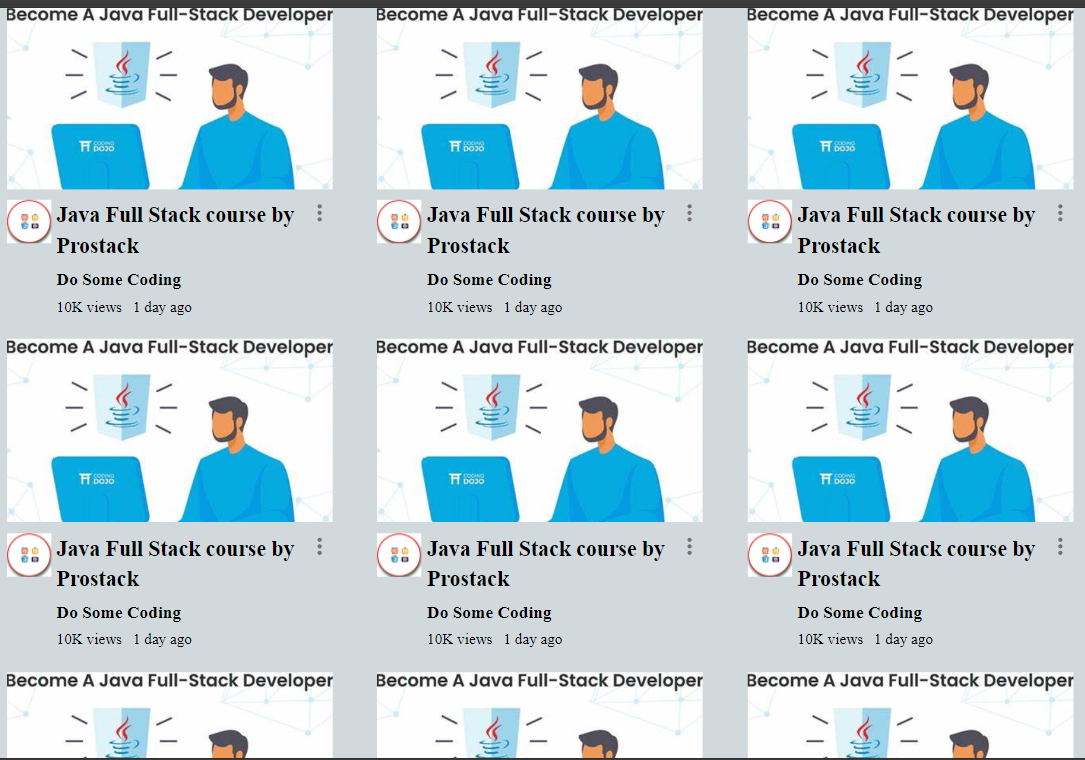 Become A Java Full-Stack Developer Become A Java Full-Stack Developer Become A Java Full-Stack Developer
CODING CODING CODING
DOJO DOJO DOJO
Java Full Stack course by Java Full Stack course by Java Full Stack course by
Prostack Prostack Prostack
Do Some Coding Do Some Coding Do Some Coding
10K views 1 day ago 10K views 1 day ago 10K views 1 day ago
Become A Java Full-Stack Developer Become A Java Full-Stack Developer Become A Java Full-Stack Developer
CODING CODING CODING
DOJO DOJO DOJO
Java Full Stack course by Java Full Stack course by Java Full Stack course by
Prostack Prostack Prostack
Do Some Coding Do Some Coding Do Some Coding
10K views 1 day ago 10K views 1 day ago 10K views 1 day ago
Become A Java Full-Stack Developer Become A Java Full-Stack Developer Become A Java Full-Stack Developer